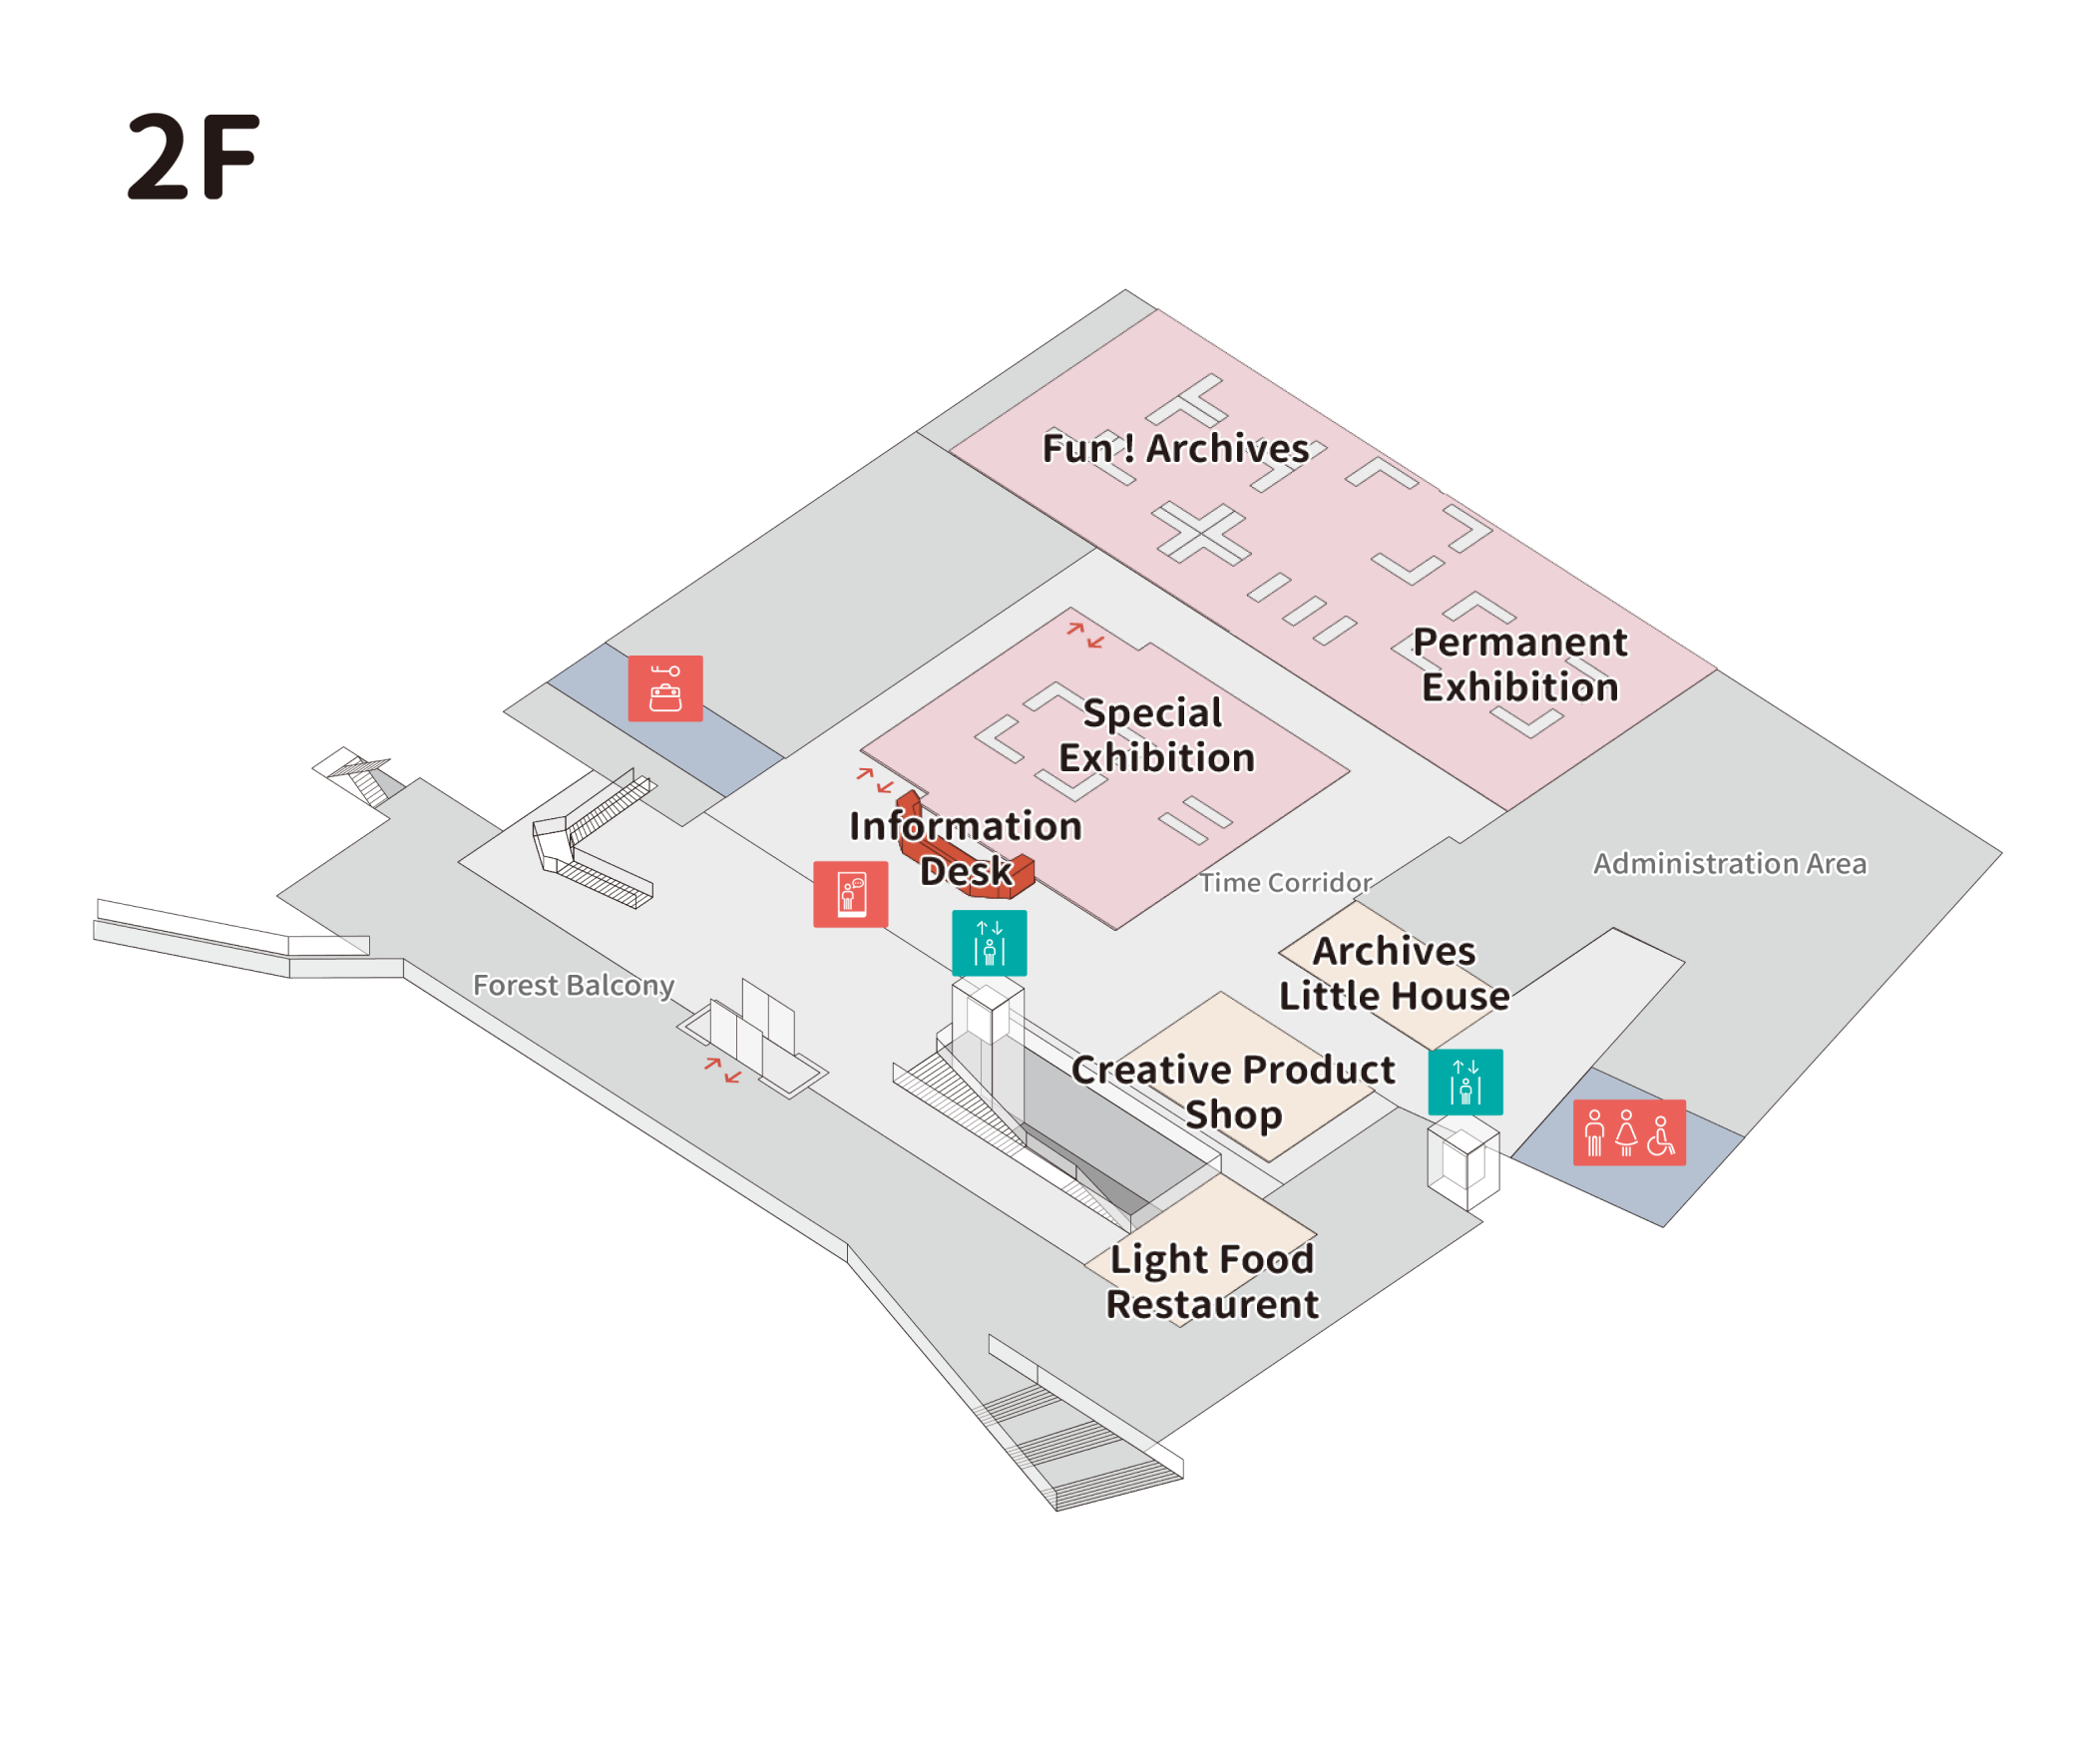 2F
Fun ! Archives
Permanent
Exhibition
Special
Exhibition
Information
Desk
Time Corridor
Administration Area
Archives
Little House
Forest Balcony
Creative Product
Shop
Light Food
Restaurent